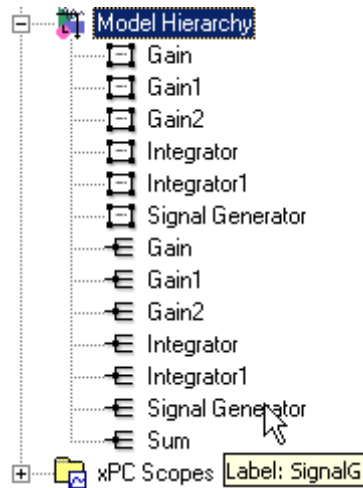 Model Hierarchy
Gain
Gain1
Gain2
Integrator
Integrator1
Signal Generator
Gain
Gain1
Gain2
Integrator
Integrator1
Signal Generator
Sum
xPC Scopes Label: SignalG